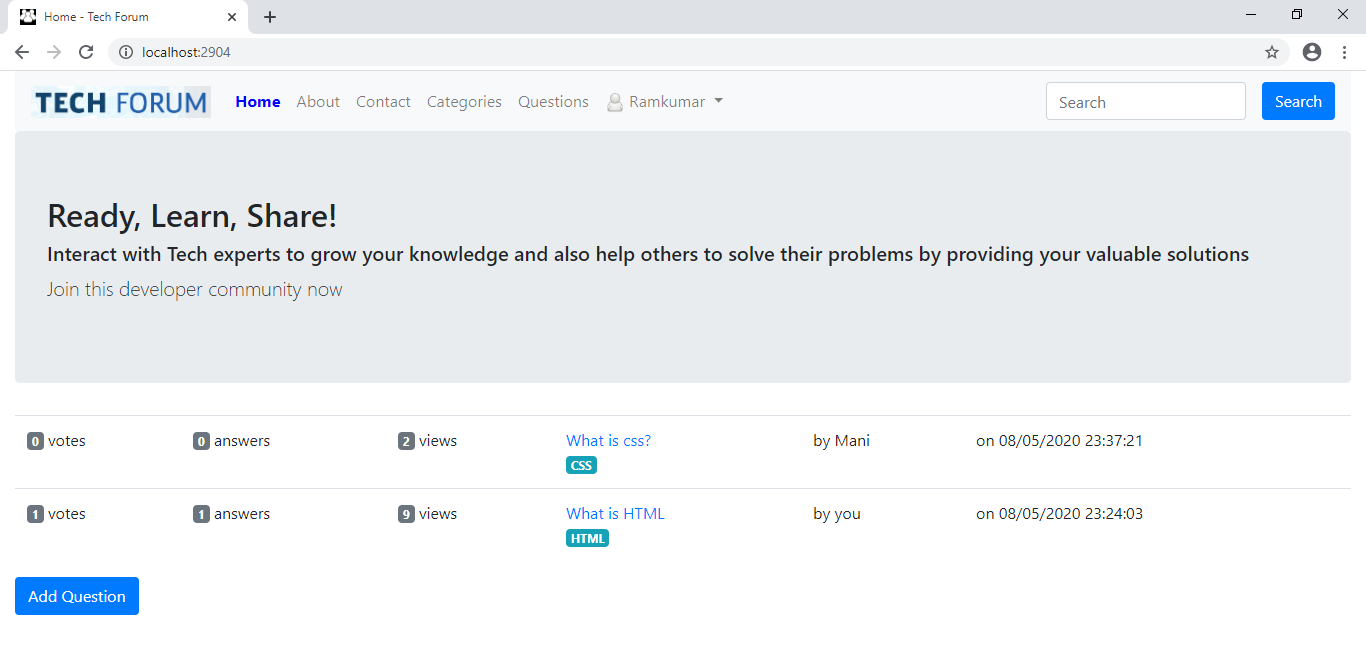 Home - Tech Forum
localhost:2904
TECH FORUM Home About Contact Categories Questions Ramkumar Search Search
Ready, Learn, Share!
Interact with Tech experts to grow your knowledge and also help others to solve their problems by providing your valuable solutions
Join this developer community now
0 votes 0 answers 2 views What is css? by Mani on 08/05/2020 23:37:21
CSS
1 votes 1 answers 9 views What is HTML by you on 08/05/2020 23:24:03
HTML
Add Question